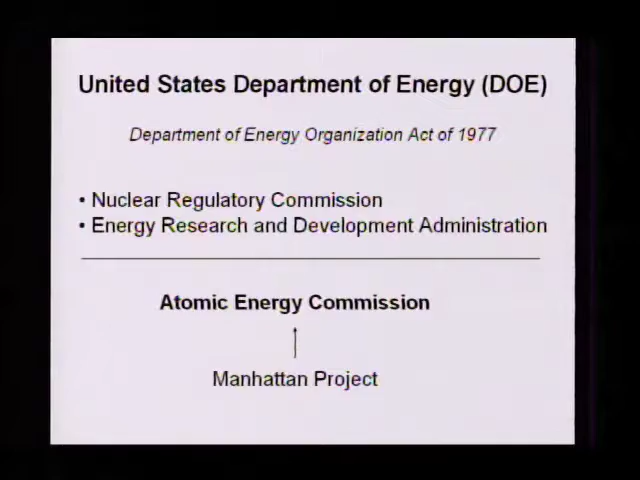 United States Department of Energy (DOE)
Department of Energy Organization Act of 1977
• Nuclear Regulatory Commission
• Energy Research and Development Administration
Atomic Energy Commission
Manhattan Project